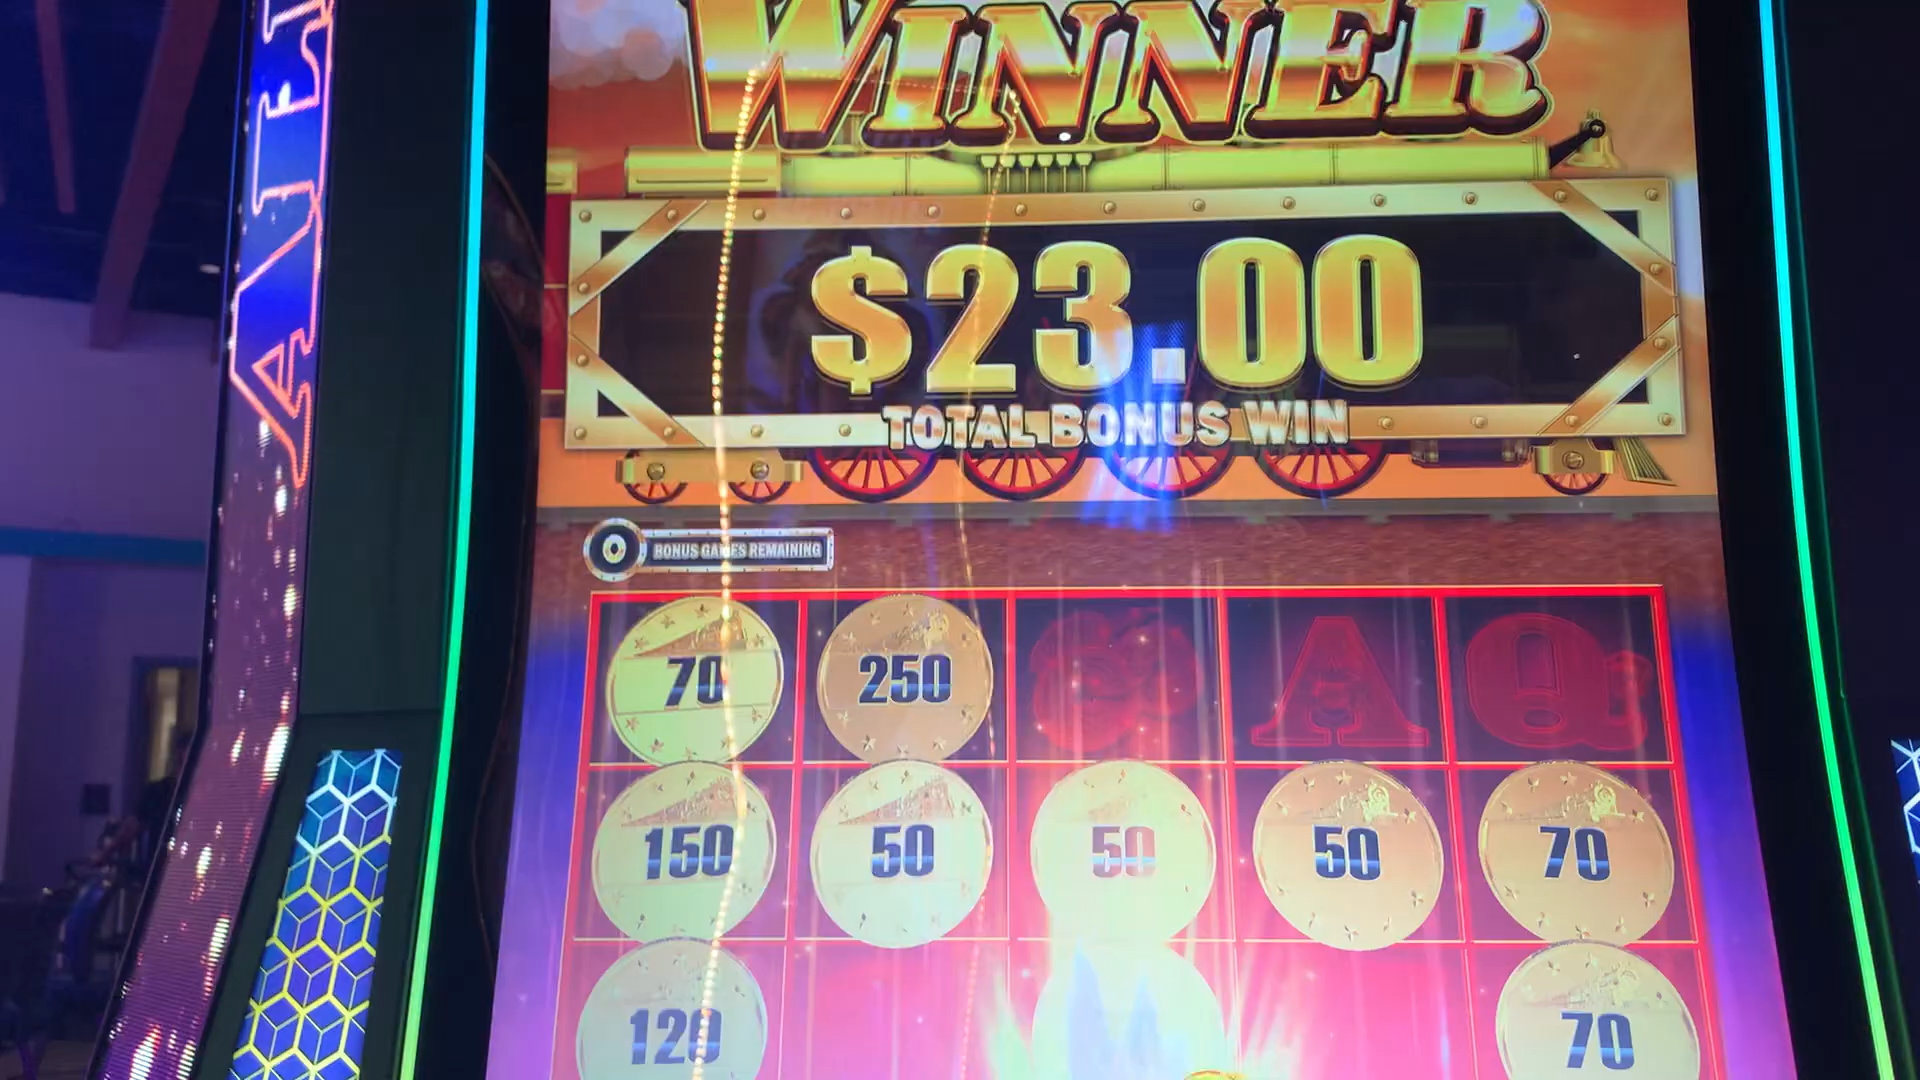 WINNER
$23.00
TOTAL BONUS WIN
0 BONUS GAMES REMAINING
70 250 A Q
150 50 50 50 70
120 70